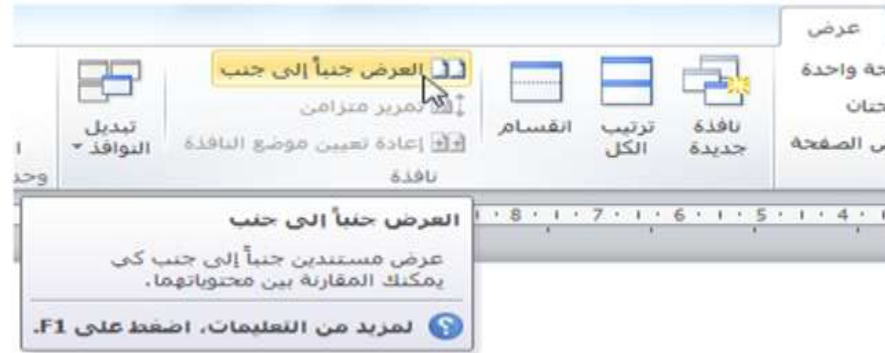 عرض
حة واحدة
حتان
ى الصفحة
نافذة
جديدة
ترتيب
الكل
انقسام
العرض جنباً إلى جنب
تمرير متزامن
إعادة تعيين موضع النافذة
تبديل
النوافذ
نافذة
وحد
8 7 6 5 4
العرض جنباً إلى جنب
عرض مستندين جنباً إلى جنب كي
يمكنك المقارنة بين محتوياتهما.
لمزيد من التعليمات، اضغط على F1.